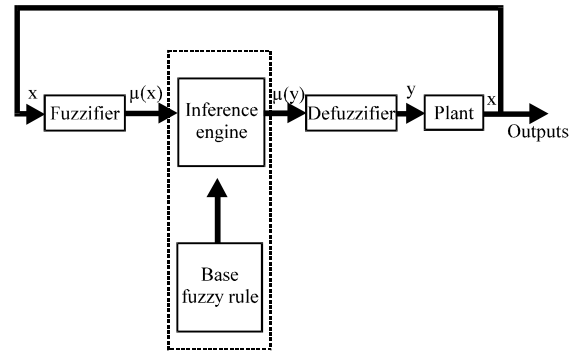 x
Fuzzifier
μ(x)
Inference
engine
μ(y)
Defuzzifier
y
Plant
x
Outputs
Base
fuzzy rule